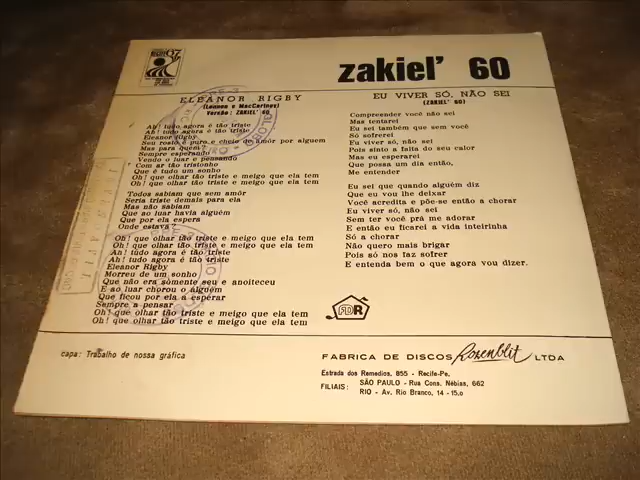 zakiel' 60
ELEANOR RIGBY
(Lennon e MacCartney)
Versão: ZAKIEL' 60
Ah! tudo agora é tão triste
Ah! tudo agora é tão triste
Eleanor Rigby
Seu rosto é puro e cheio de amor por alguem
Mas para quem?
Sempre esperando
Vendo o luar e pensando
Com ar tão tristonho
Que é tudo um sonho
Oh! que olhar tão triste e meigo que ela tem
Oh! que olhar tão triste e meigo que ela tem
Todos sabiam que sem amôr
Seria triste demais para ela
Mas não sabiam
Que ao luar havia alguém
Que por ela espera
Onde estava?
Oh! que olhar tão triste e meigo que ela tem
Oh! que olhar tão triste e meigo que ela tem
Ah! tudo agora é tão triste
Ah! tudo agora é tão triste
Eleanor Rigby
Morreu de um sonho
Que não era sòmente seu e anoiteceu
E ao luar chorou o alguem
Que ficou por ela a esperar
Sempre a pensar
Oh! que olhar tão triste e meigo que ela tem
Oh! que olhar tão triste e meigo que ela tem
EU VIVER SÓ, NÃO SEI
(ZAKIEL' 60)
Compreender você não sei
Mas tentarei
Eu sei também que sem você
Só sofrerei
Eu viver só, não sei
Pois sinto a falta do seu calor
Mas eu esperarei
Que possa um dia então,
Me entender
Eu sei que quando alguém diz
Que eu vou lhe deixar
Você acredita e põe-se então a chorar
Eu viver só, não sei
Sem ter você prá me adorar
E então eu ficarei a vida inteirinha
Só a chorar
Não quero mais brigar
Pois só nos faz sofrer
E entenda bem o que agora vou dizer.
FDR
capa: Trabalho de nossa gráfica
FABRICA DE DISCOS Rozenblit LTDA
Estrada dos Remedios, 855 - Recife-Pe.
FILIAIS: SÃO PAULO - Rua Cons. Nébias, 662
RIO - Av. Rio Branco, 14 - 15.o